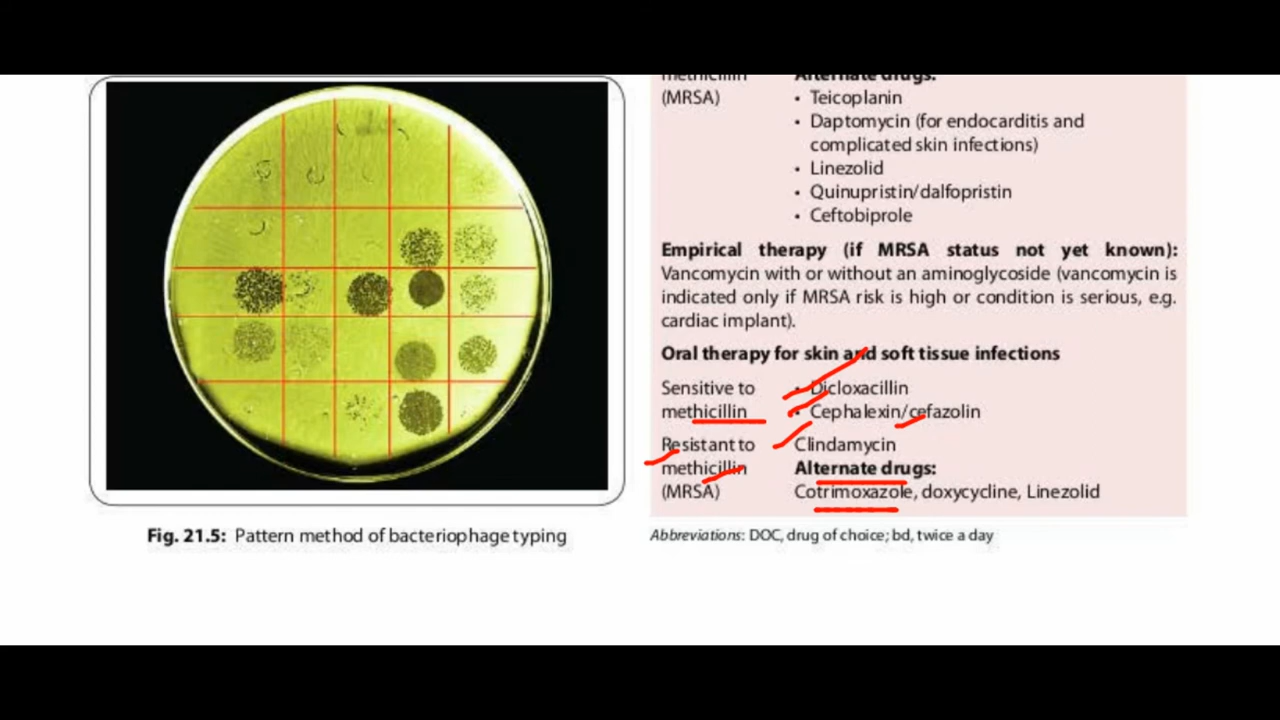 methicillin Alternate drugs:
(MRSA) • Teicoplanin
• Daptomycin (for endocarditis and
complicated skin infections)
• Linezolid
• Quinupristin/dalfopristin
• Ceftobiprole
Empirical therapy (if MRSA status not yet known):
Vancomycin with or without an aminoglycoside (vancomycin is
indicated only if MRSA risk is high or condition is serious, e.g.
cardiac implant).
Oral therapy for skin and soft tissue infections
Sensitive to • Dicloxacillin
methicillin • Cephalexin/cefazolin
Resistant to Clindamycin
methicillin Alternate drugs:
(MRSA) Cotrimoxazole, doxycycline, Linezolid
Fig. 21.5: Pattern method of bacteriophage typing
Abbreviations: DOC, drug of choice; bd, twice a day